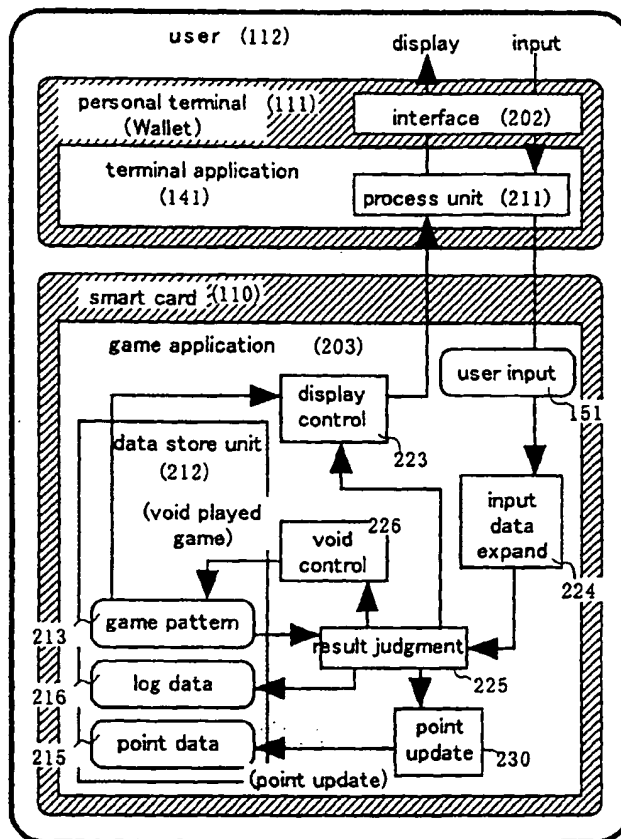 user (112)
display
input
personal terminal (111)
(Wallet)
interface (202)
terminal application
(141)
process unit (211)
smart card (110)
game application (203)
user input
151
display
control
223
data store unit
(212)
input
data
expand
224
(void played
game)
226
void
control
213
game pattern
result judgment
225
216
log data
215
point data
point
update
230
(point update)